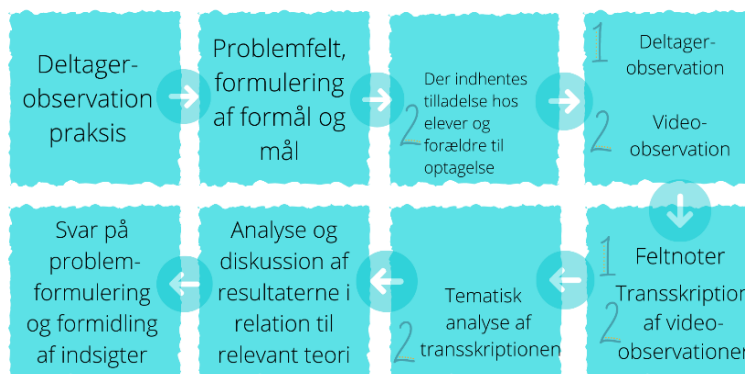 Deltager-
observation
praksis
Problemfelt,
formulering
af formål og
mål
Der indhentes
tilladelse hos
2 elever og
forældre til
optagelse
1 Deltager-
observation
2 Video-
observation
1 Feltnoter
Transskription
2 af video-
observationer
Tematisk
analyse af
2 transskriptionen
Analyse og
diskussion af
resultaterne i
relation til
relevant teori
Svar på
problem-
formulering
og formidling
af indsigter